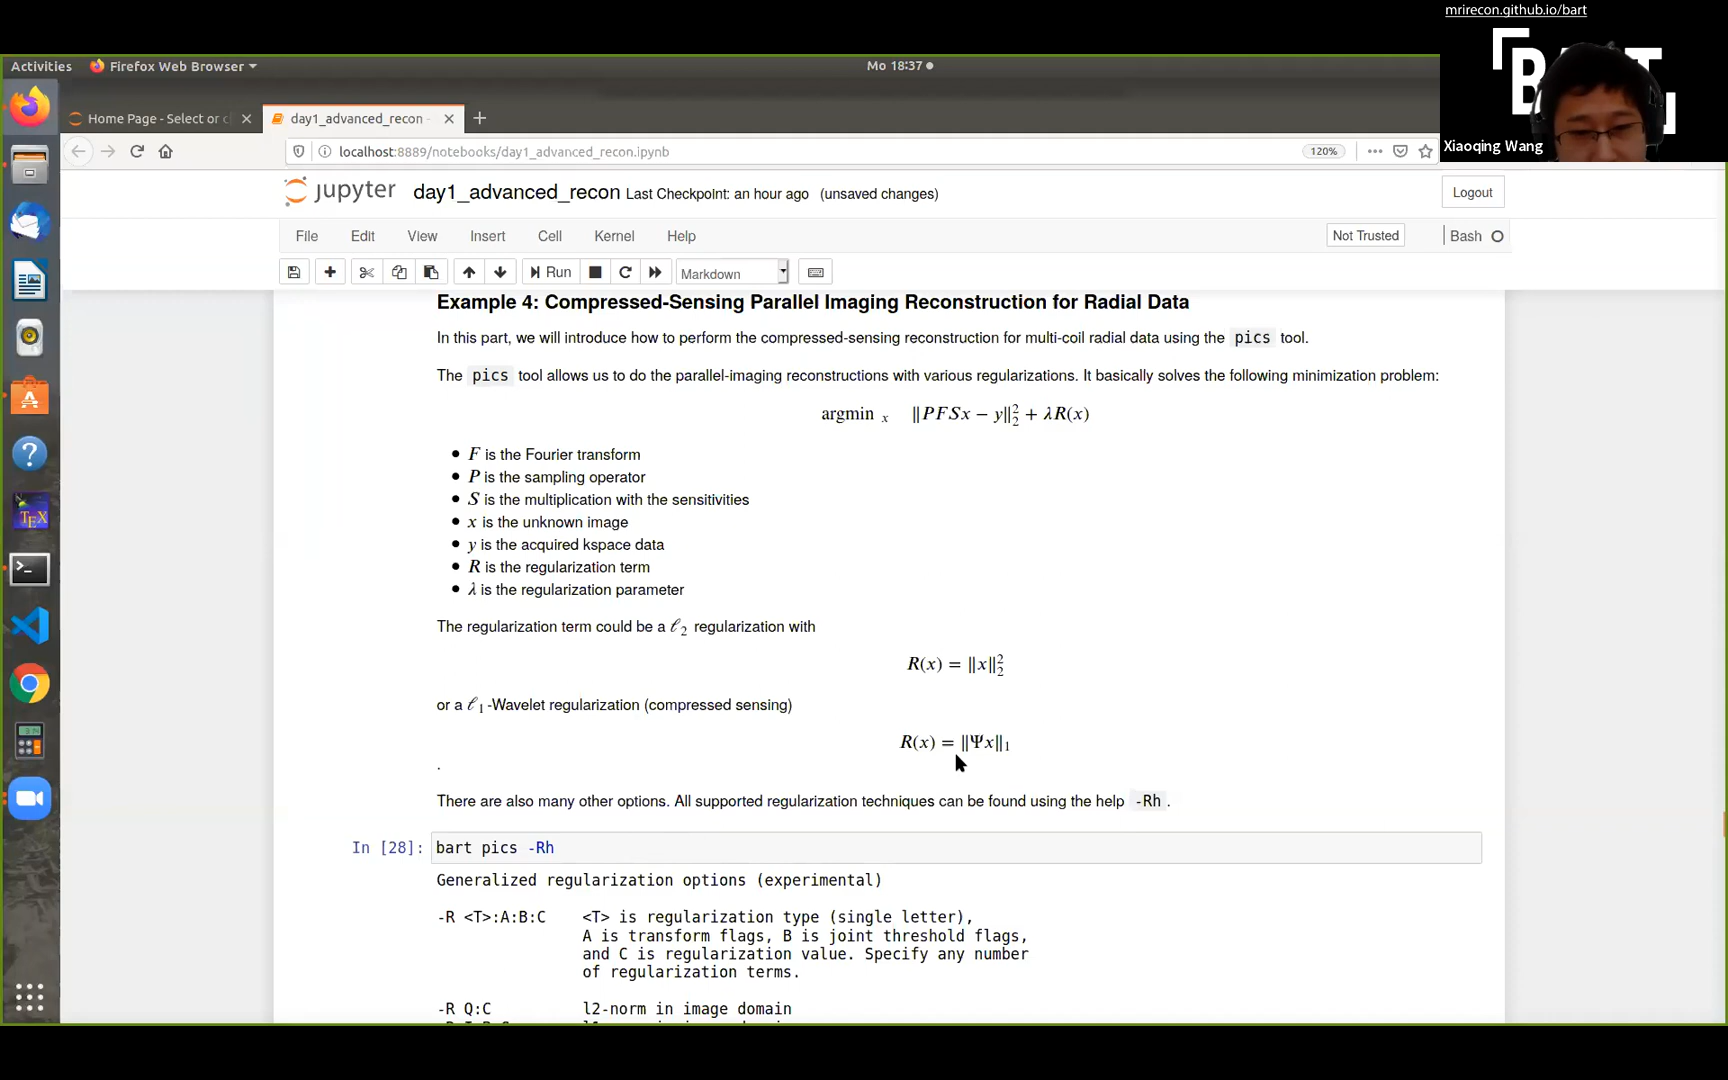 mrirecon.github.io/bart
Activities Firefox Web Browser Mo 18:37
Xiaoqing Wang
Home Page - Select or c day1_advanced_recon -
localhost:8889/notebooks/day1_advanced_recon.ipynb 120%
jupyter day1_advanced_recon Last Checkpoint: an hour ago (unsaved changes) Logout
File Edit View Insert Cell Kernel Help Not Trusted Bash
Run Markdown
Example 4: Compressed-Sensing Parallel Imaging Reconstruction for Radial Data
In this part, we will introduce how to perform the compressed-sensing reconstruction for multi-coil radial data using the pics tool.
The pics tool allows us to do the parallel-imaging reconstructions with various regularizations. It basically solves the following minimization problem:
argmin x ‖PFSx − y‖₂² + λR(x)
• F is the Fourier transform
• P is the sampling operator
• S is the multiplication with the sensitivities
• x is the unknown image
• y is the acquired kspace data
• R is the regularization term
• λ is the regularization parameter
The regularization term could be a ℓ₂ regularization with
R(x) = ‖x‖₂²
or a ℓ₁-Wavelet regularization (compressed sensing)
R(x) = ‖Ψx‖₁
.
There are also many other options. All supported regularization techniques can be found using the help -Rh.
In [28]: bart pics -Rh
Generalized regularization options (experimental)
-R <T>:A:B:C <T> is regularization type (single letter),
A is transform flags, B is joint threshold flags,
and C is regularization value. Specify any number
of regularization terms.
-R Q:C l2-norm in image domain